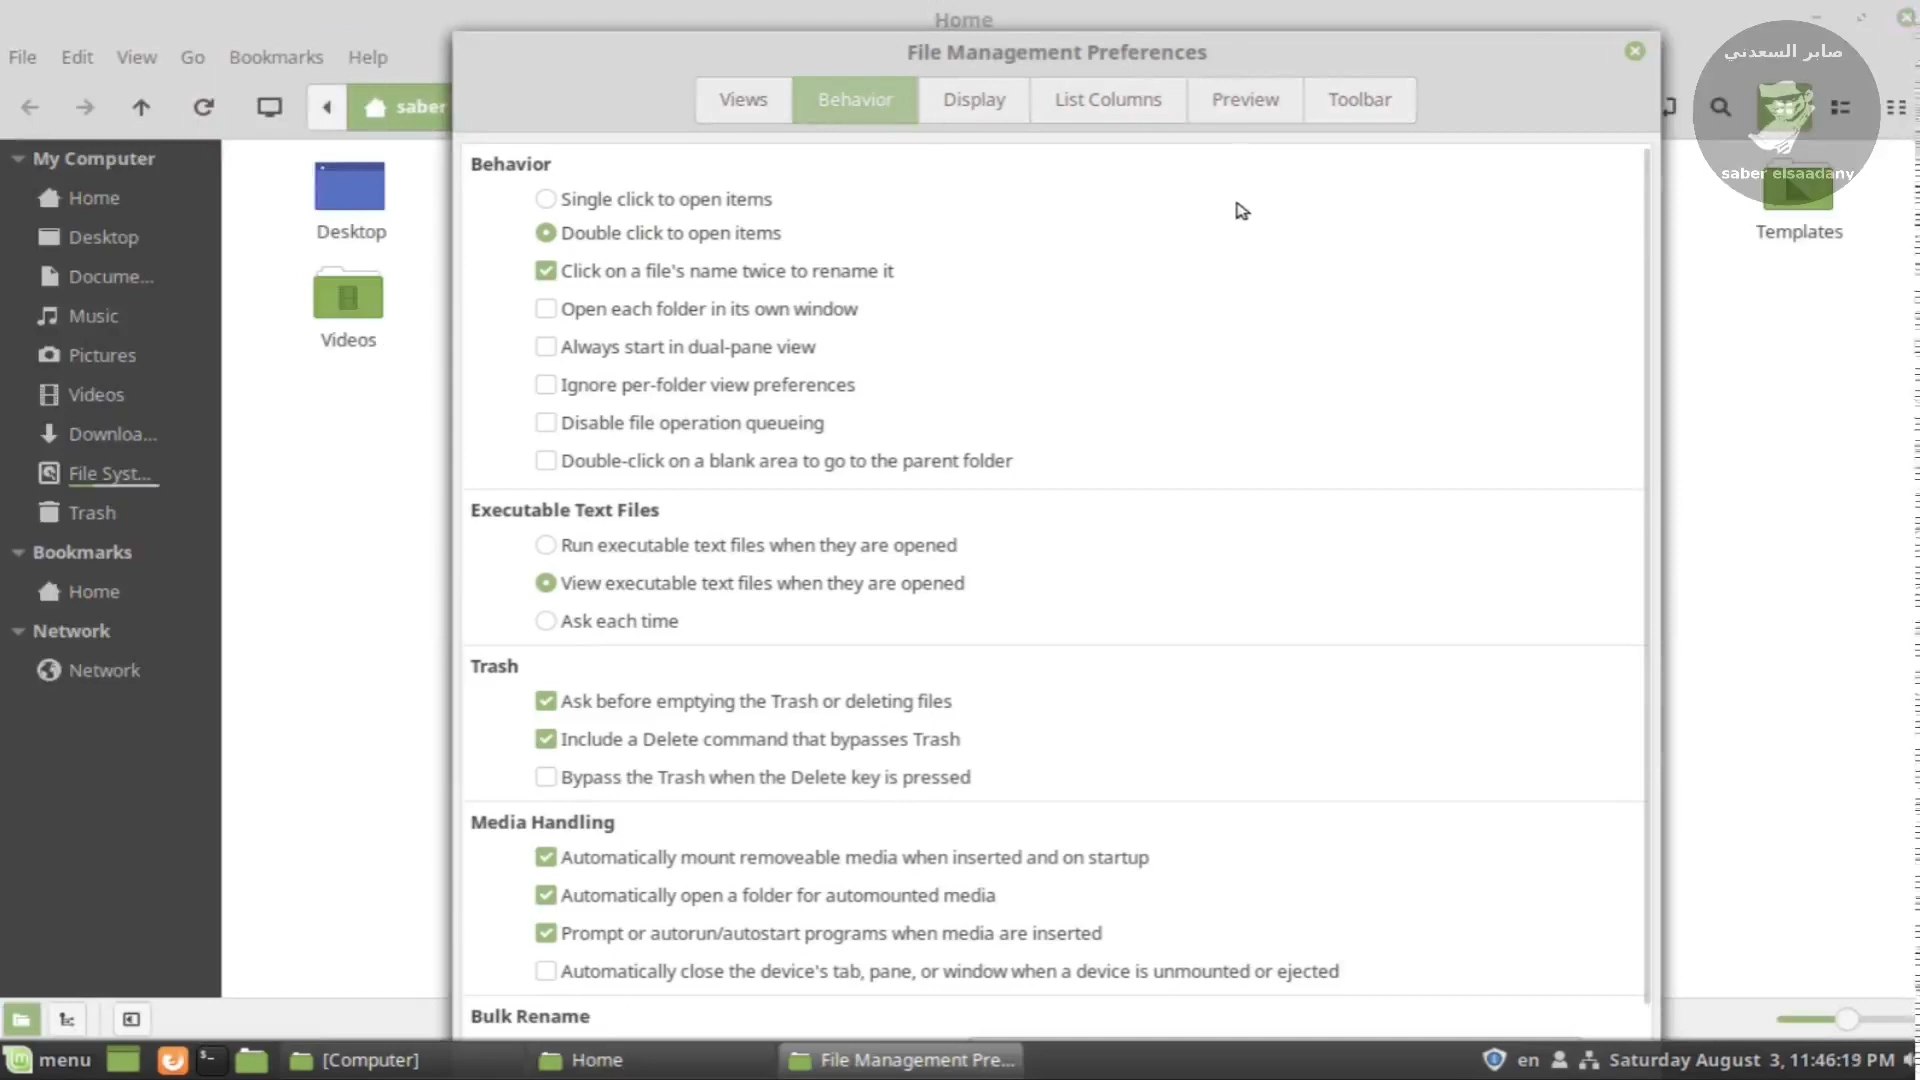 Home
File Edit View Go Bookmarks Help
File Management Preferences
صابر السعدني
saber elsaadany
saber
Views Behavior Display List Columns Preview Toolbar
My Computer
Home
Desktop
Docume...
Music
Pictures
Videos
Downloa...
File Syst...
Trash
Bookmarks
Home
Network
Network
Desktop
Videos
Templates
Behavior
Single click to open items
Double click to open items
Click on a file's name twice to rename it
Open each folder in its own window
Always start in dual-pane view
Ignore per-folder view preferences
Disable file operation queueing
Double-click on a blank area to go to the parent folder
Executable Text Files
Run executable text files when they are opened
View executable text files when they are opened
Ask each time
Trash
Ask before emptying the Trash or deleting files
Include a Delete command that bypasses Trash
Bypass the Trash when the Delete key is pressed
Media Handling
Automatically mount removeable media when inserted and on startup
Automatically open a folder for automounted media
Prompt or autorun/autostart programs when media are inserted
Automatically close the device's tab, pane, or window when a device is unmounted or ejected
Bulk Rename
menu [Computer] Home File Management Pre... en Saturday August 3, 11:46:19 PM